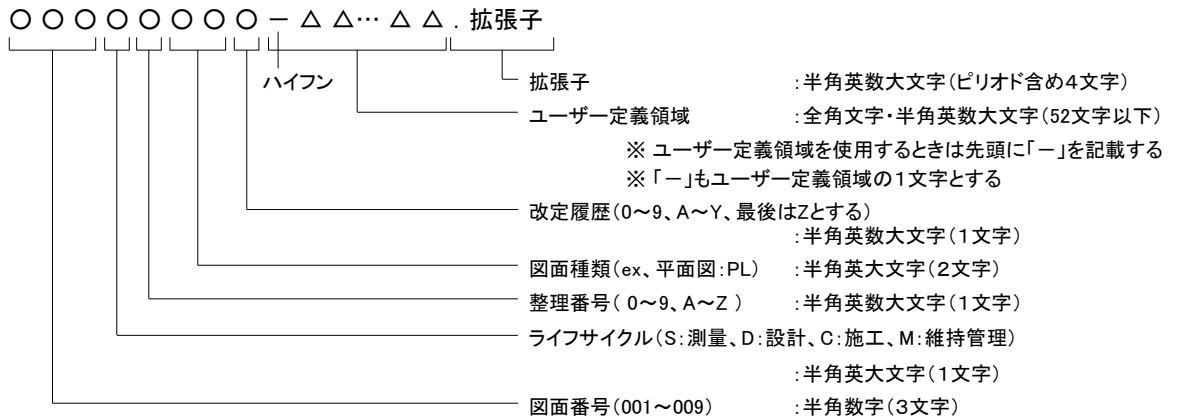 ○○○○○○○○－△△…△△．拡張子
ハイフン
拡張子 :半角英数大文字(ピリオド含め4文字)
ユーザー定義領域 :全角文字・半角英数大文字(52文字以下)
※ ユーザー定義領域を使用するときは先頭に「－」を記載する
※ 「－」もユーザー定義領域の1文字とする
改定履歴(0～9、A～Y、最後はZとする)
:半角英数大文字(1文字)
図面種類(ex、平面図:PL) :半角英大文字(2文字)
整理番号( 0～9、A～Z ) :半角英数大文字(1文字)
ライフサイクル(S:測量、D:設計、C:施工、M:維持管理)
:半角英大文字(1文字)
図面番号(001～009) :半角数字(3文字)